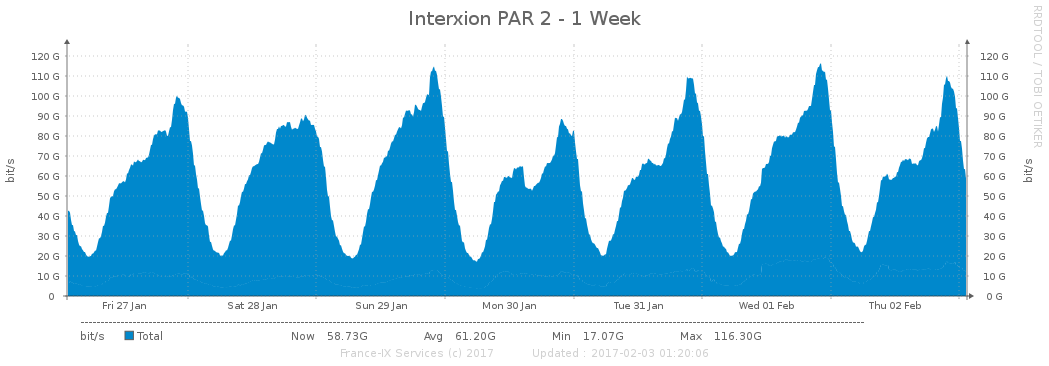 Interxion PAR 2 - 1 Week
RRDTOOL / TOBI OETIKER
bit/s
120 G 120 G
110 G 110 G
100 G 100 G
90 G 90 G
80 G 80 G
70 G 70 G
60 G 60 G
50 G 50 G
40 G 40 G
30 G 30 G
20 G 20 G
10 G 10 G
0 0 G
bit/s
Fri 27 Jan Sat 28 Jan Sun 29 Jan Mon 30 Jan Tue 31 Jan Wed 01 Feb Thu 02 Feb
bit/s Total Now 58.73G Avg 61.20G Min 17.07G Max 116.30G
France-IX Services (c) 2017 Updated : 2017-02-03 01:20:06